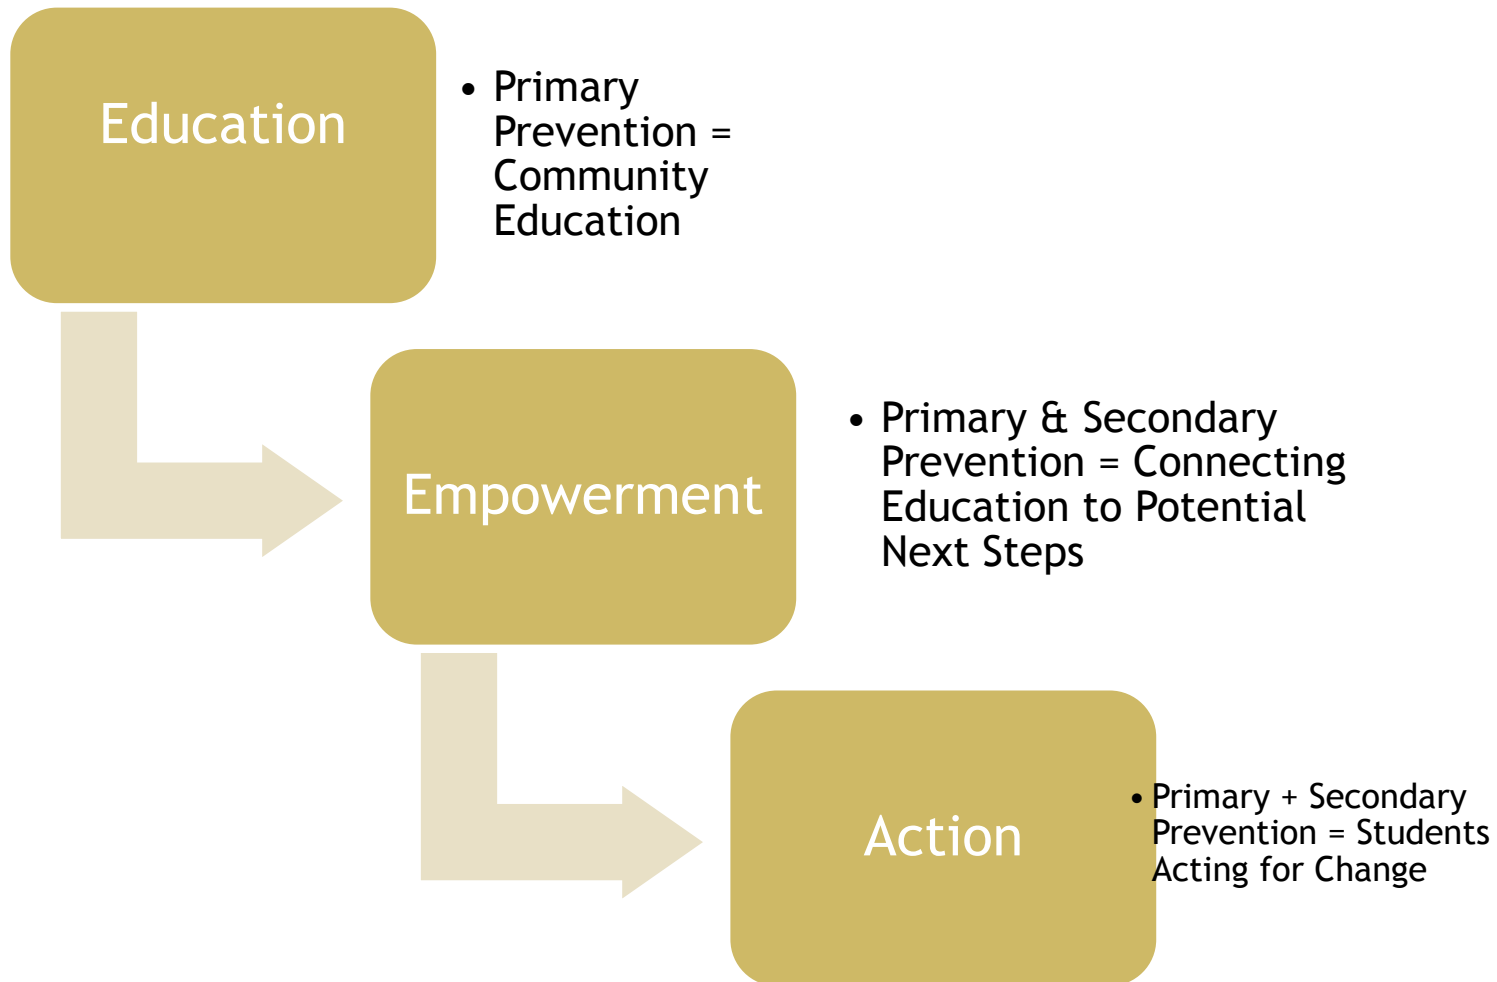 Education
• Primary
Prevention =
Community
Education
Empowerment
• Primary & Secondary
Prevention = Connecting
Education to Potential
Next Steps
Action
• Primary + Secondary
Prevention = Students
Acting for Change